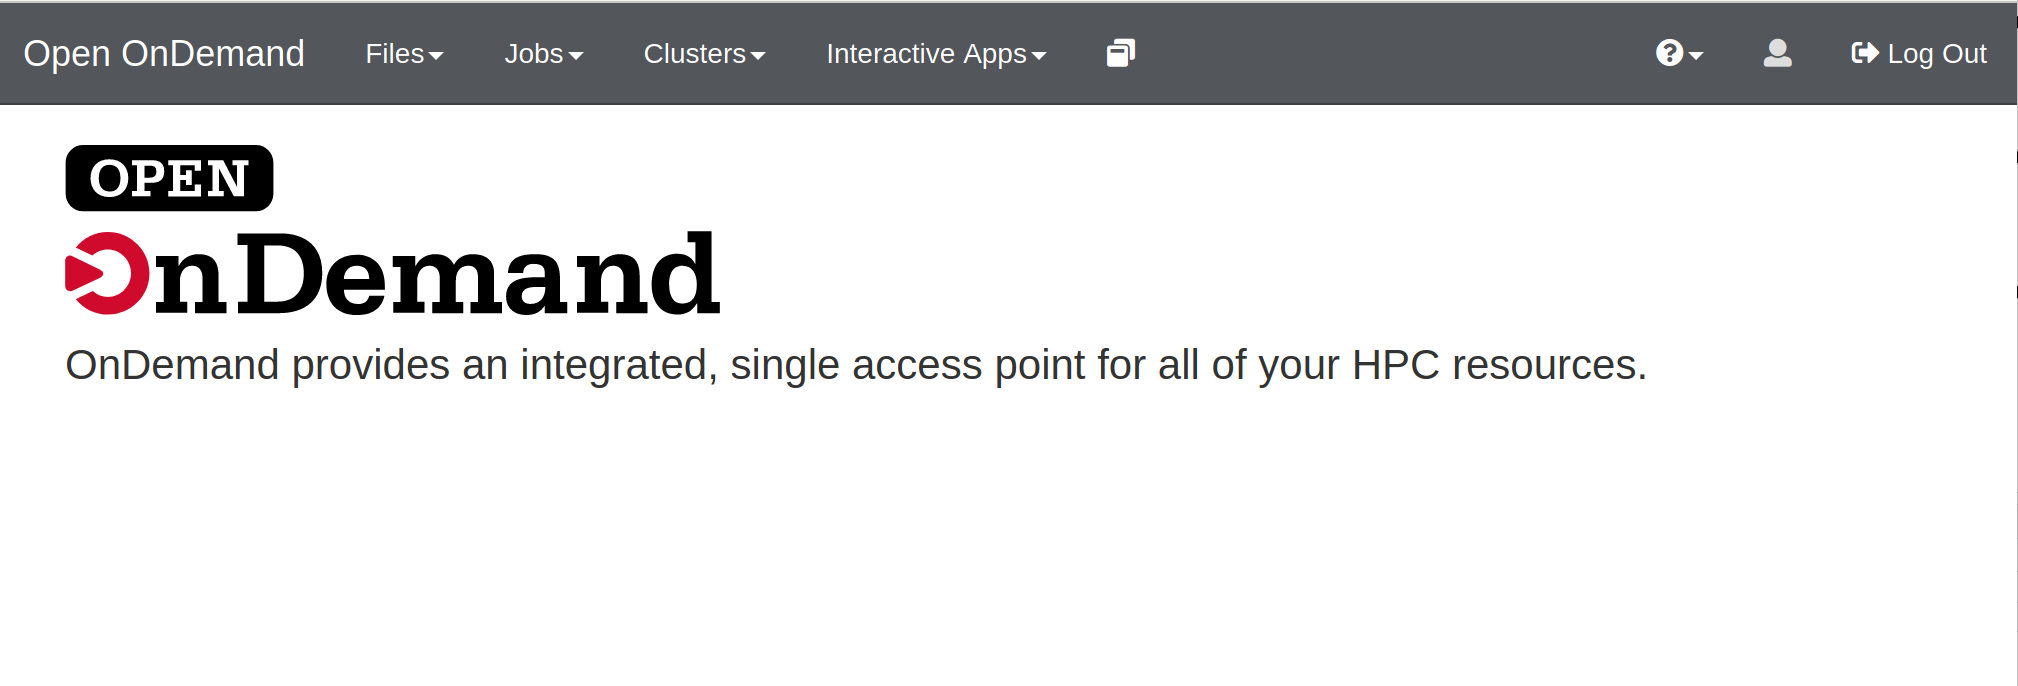 Open OnDemand Files Jobs Clusters Interactive Apps ? Log Out
OPEN
OnDemand
OnDemand provides an integrated, single access point for all of your HPC resources.